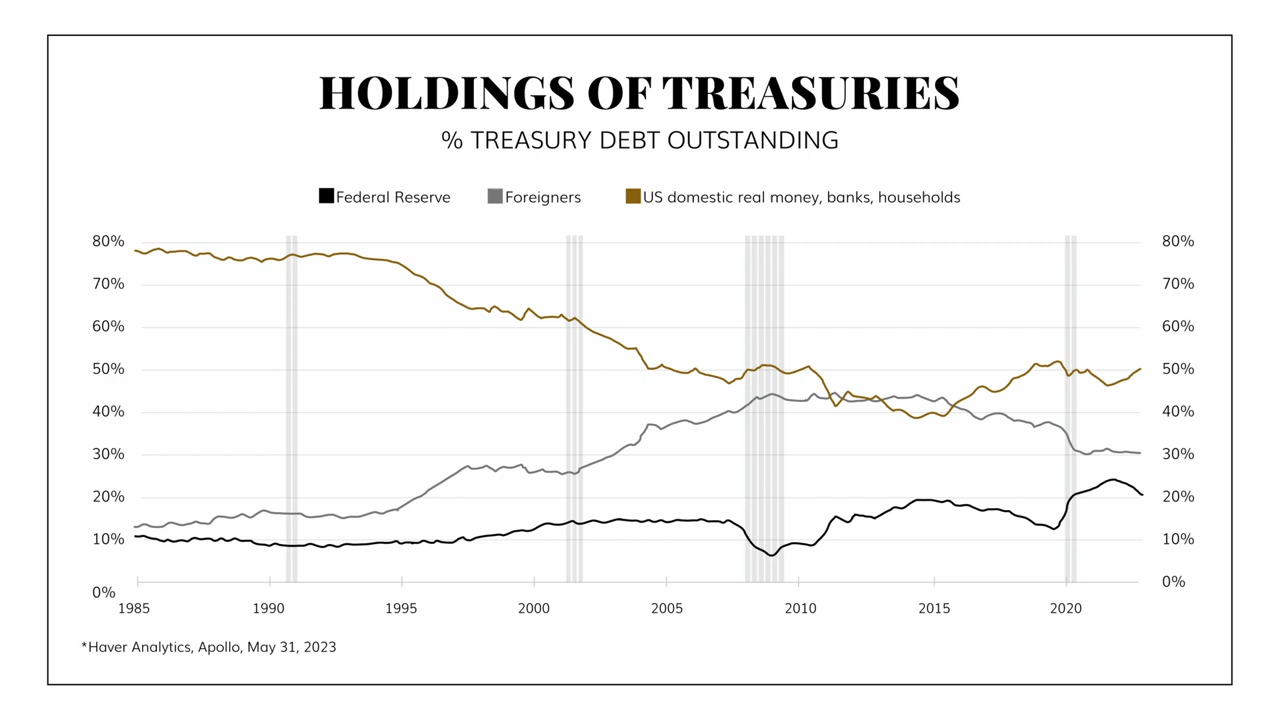 HOLDINGS OF TREASURIES
% TREASURY DEBT OUTSTANDING
Federal Reserve Foreigners US domestic real money, banks, households
80% 80%
70% 70%
60% 60%
50% 50%
40% 40%
30% 30%
20% 20%
10% 10%
0% 0%
1985 1990 1995 2000 2005 2010 2015 2020
*Haver Analytics, Apollo, May 31, 2023